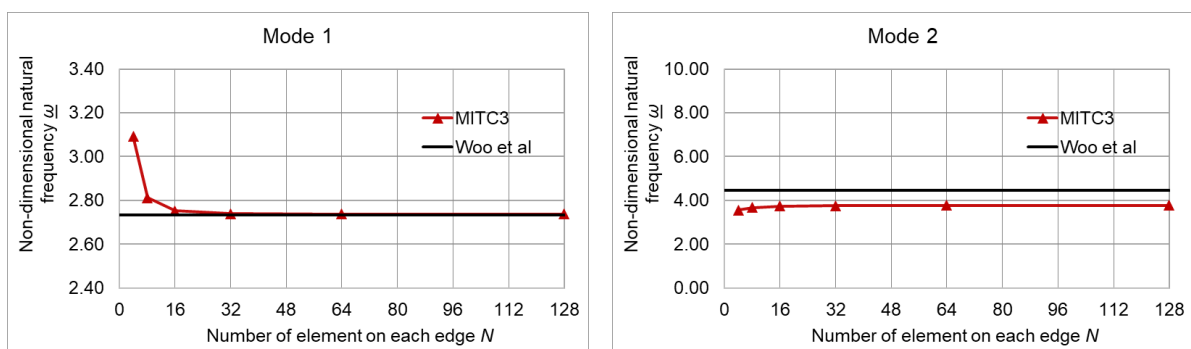 Mode 1
Non-dimensional natural
frequency ω
3.40
3.20
3.00
2.80
2.60
2.40
MITC3
Woo et al
0 16 32 48 64 80 96 112 128
Number of element on each edge N
Mode 2
Non-dimensional natural
frequency ω
10.00
8.00
6.00
4.00
2.00
0.00
MITC3
Woo et al
0 16 32 48 64 80 96 112 128
Number of element on each edge N